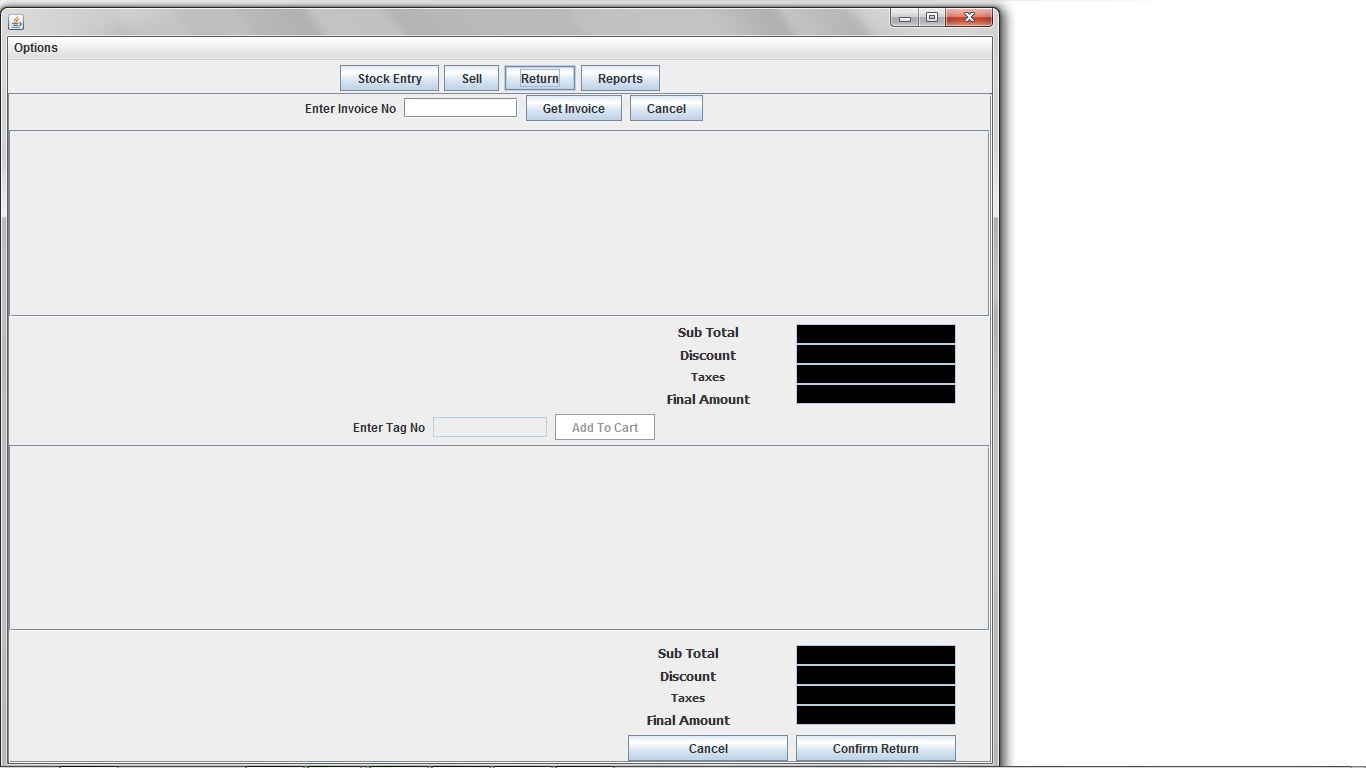 Options
Stock Entry Sell Return Reports
Enter Invoice No Get Invoice Cancel
Sub Total
Discount
Taxes
Final Amount
Enter Tag No Add To Cart
Sub Total
Discount
Taxes
Final Amount
Cancel Confirm Return